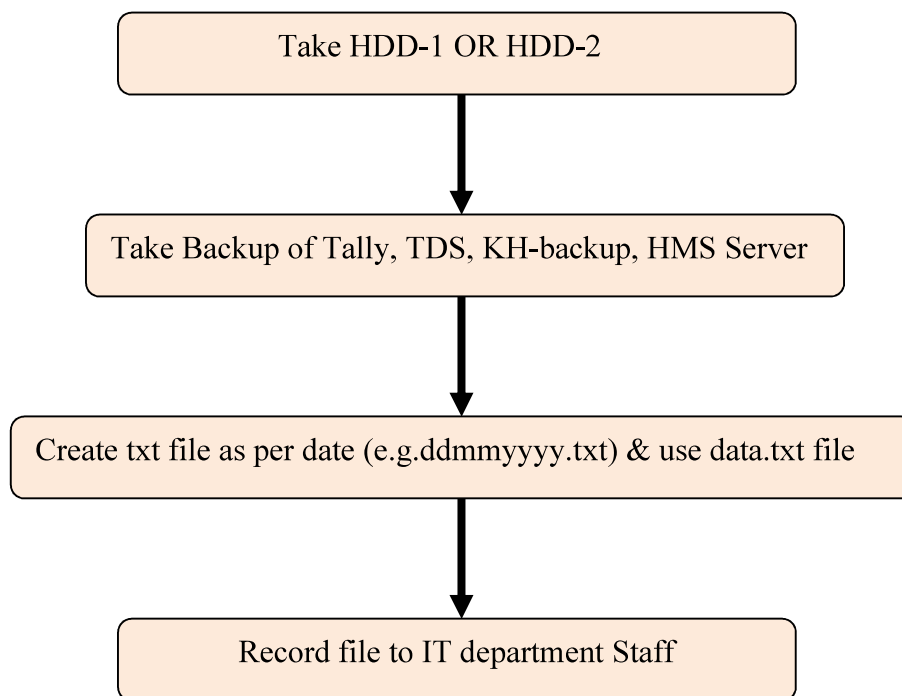 Take HDD-1 OR HDD-2
Take Backup of Tally, TDS, KH-backup, HMS Server
Create txt file as per date (e.g.ddmmyyyy.txt) & use data.txt file
Record file to IT department Staff